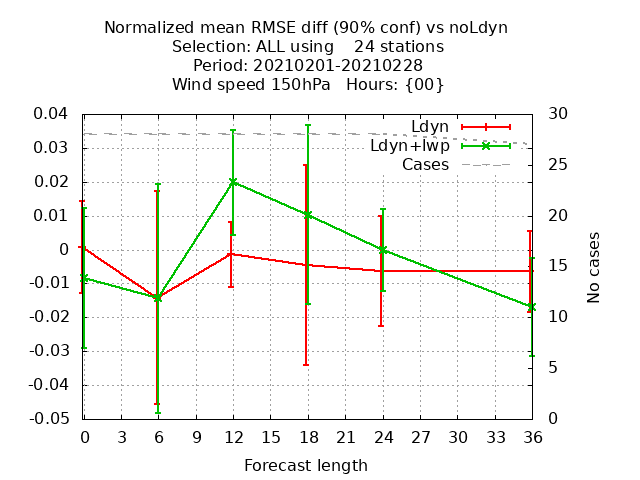 Normalized mean RMSE diff (90% conf) vs noLdyn
Selection: ALL using    24 stations
Period: 20210201-20210228
Wind speed 150hPa   Hours: {00}
Ldyn
Ldyn+lwp
Cases
0.04
0.03
0.02
0.01
0
-0.01
-0.02
-0.03
-0.04
-0.05
30
25
20
15
10
5
0
No cases
0 3 6 9 12 15 18 21 24 27 30 33 36
Forecast length